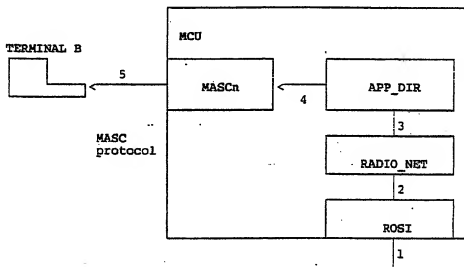 MCU
TERMINAL B
5
MASCn
4
APP_DIR
3
MASC
protocol
RADIO_NET
2
ROSI
1